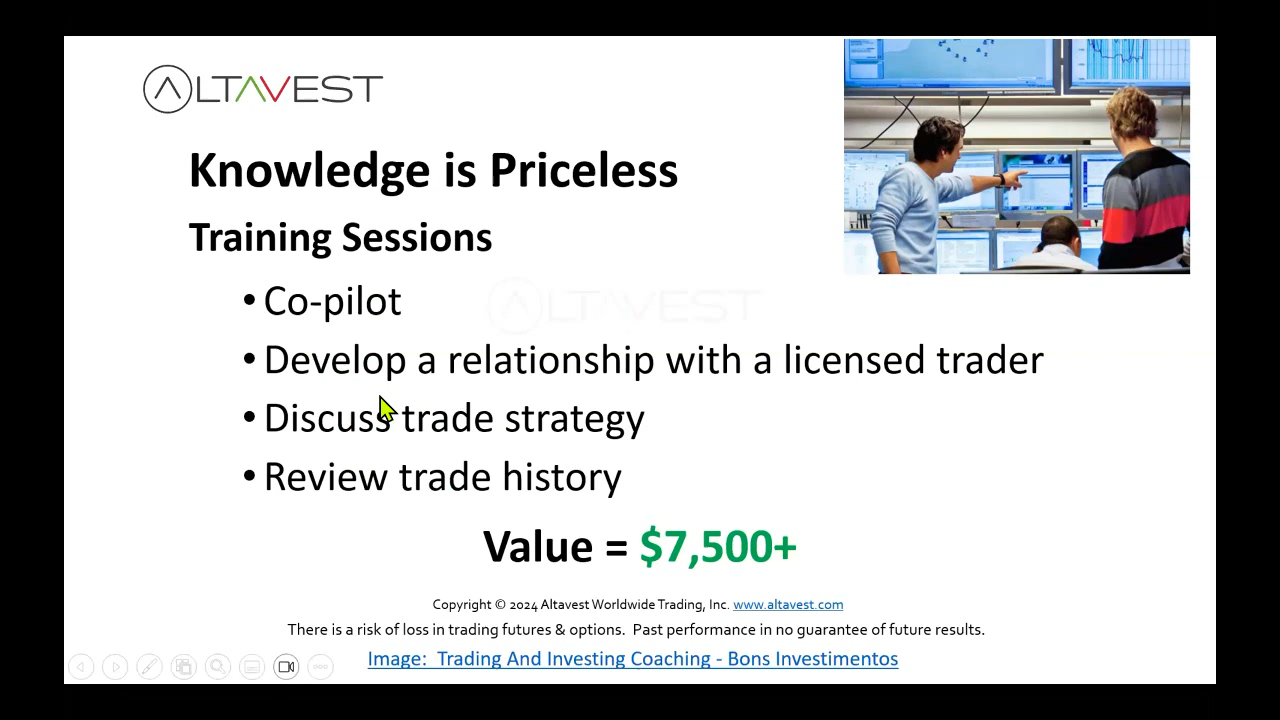 ALTAVEST
Knowledge is Priceless
Training Sessions
• Co-pilot
ALTAVEST
• Develop a relationship with a licensed trader
• Discuss trade strategy
• Review trade history
Value = $7,500+
Copyright © 2024 Altavest Worldwide Trading, Inc. www.altavest.com
There is a risk of loss in trading futures & options.  Past performance in no guarantee of future results.
Image:  Trading And Investing Coaching - Bons Investimentos